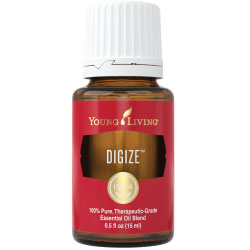 YOUNG LIVING
DIGIZE™
100% Pure, Therapeutic-Grade
Essential Oil Blend
0.5 fl oz (15 ml)